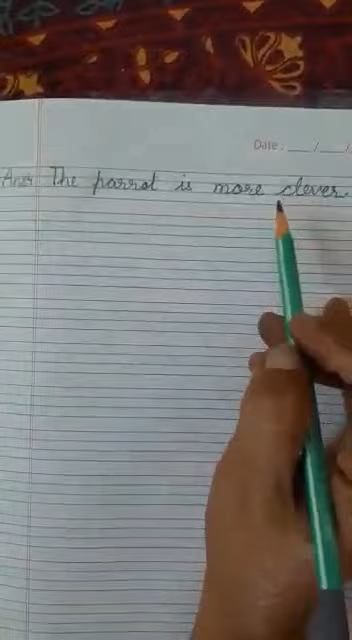 Date : ___/___/
Ans:- The parrot is more clever.